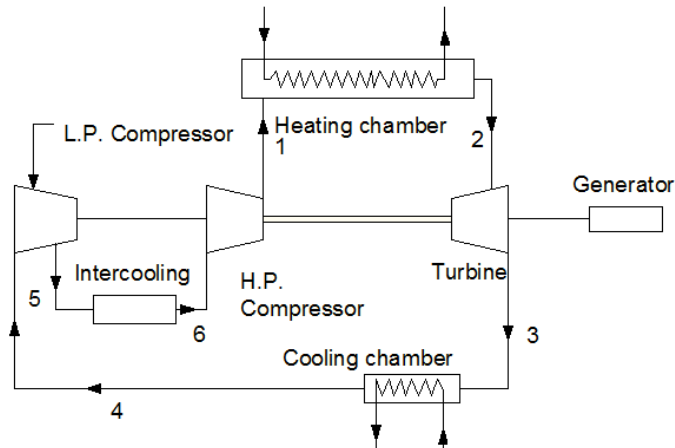 Heating chamber
1
2
L.P. Compressor
Generator
Intercooling
5
6
H.P.
Compressor
Turbine
3
Cooling chamber
4